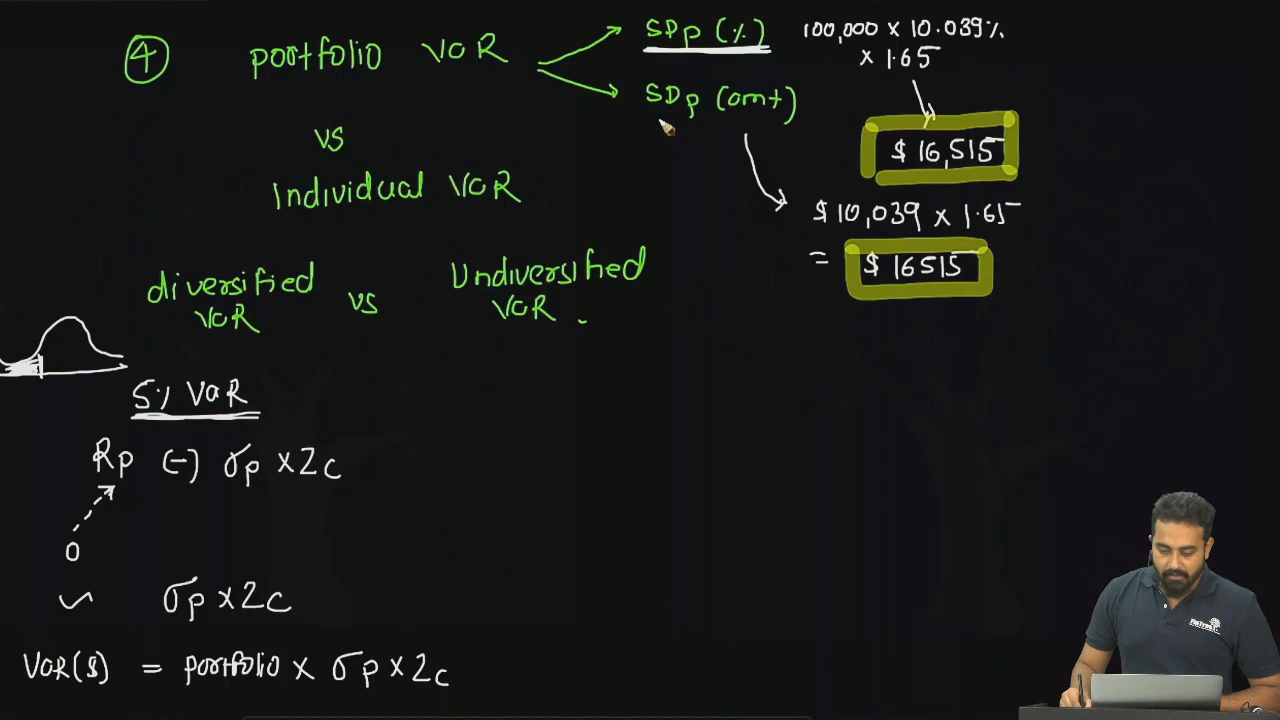 4 portfolio VaR
SDp (%)
SDp (amt)
100,000 x 10.039%
x 1.65
$ 16,515
$10,039 x 1.65
= $ 16515
vs
Individual VaR
diversified VaR vs Undiversified VaR
5% VaR
Rp (-) σp x Zc
0
σp x Zc
VaR($) = portfolio x σp x Zc